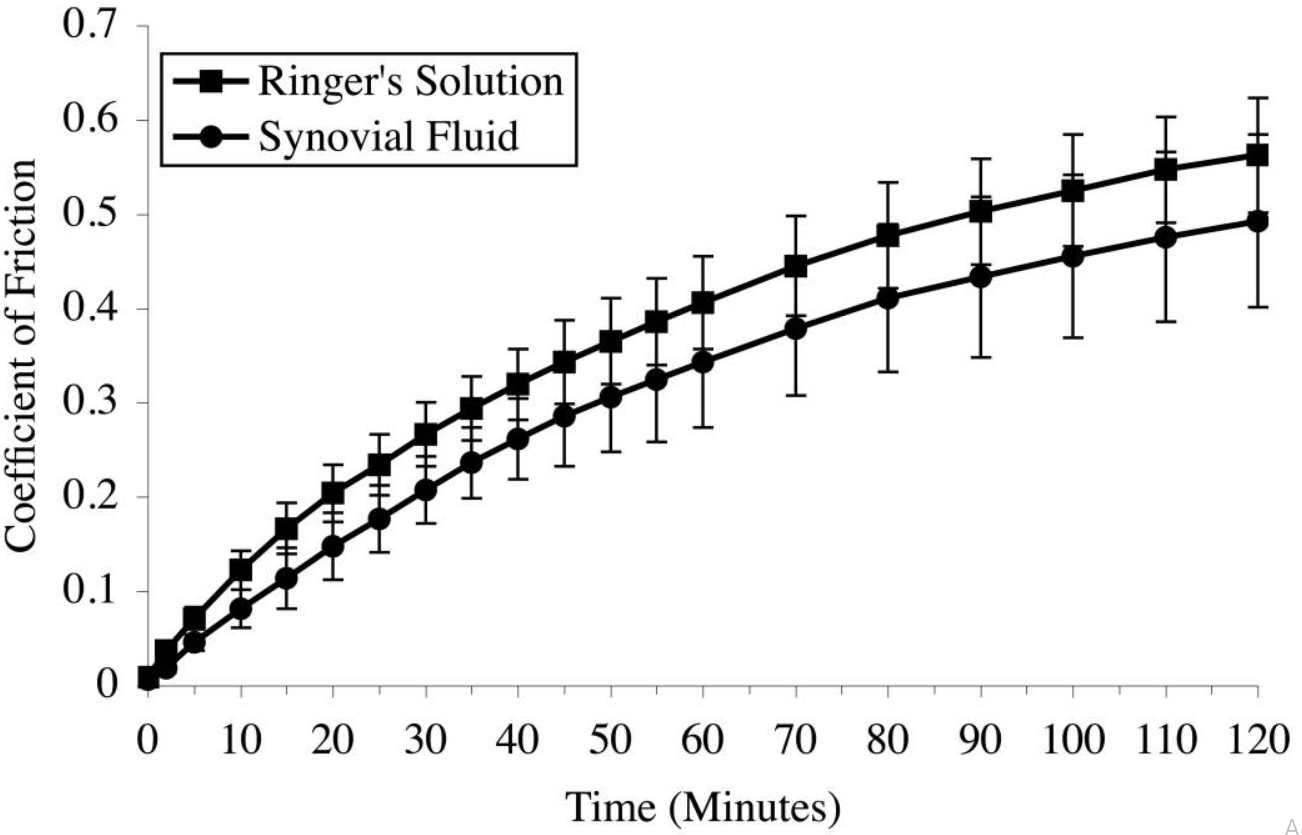 0.7
0.6
0.5
0.4
0.3
0.2
0.1
0
Coefficient of Friction
Ringer's Solution
Synovial Fluid
0 10 20 30 40 50 60 70 80 90 100 110 120
Time (Minutes)
A